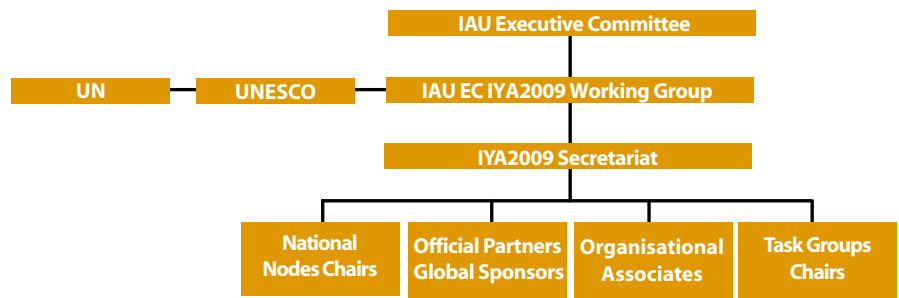 IAU Executive Committee
UN
UNESCO
IAU EC IYA2009 Working Group
IYA2009 Secretariat
National
Nodes Chairs
Official Partners
Global Sponsors
Organisational
Associates
Task Groups
Chairs